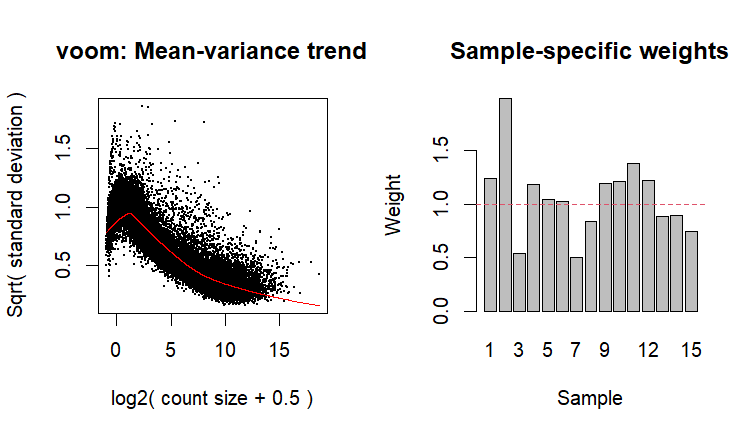 voom: Mean-variance trend
Sqrt( standard deviation )
1.5
1.0
0.5
0 5 10 15
log2( count size + 0.5 )
Sample-specific weights
Weight
1.5
1.0
0.5
0.0
1 3 5 7 9 12 15
Sample